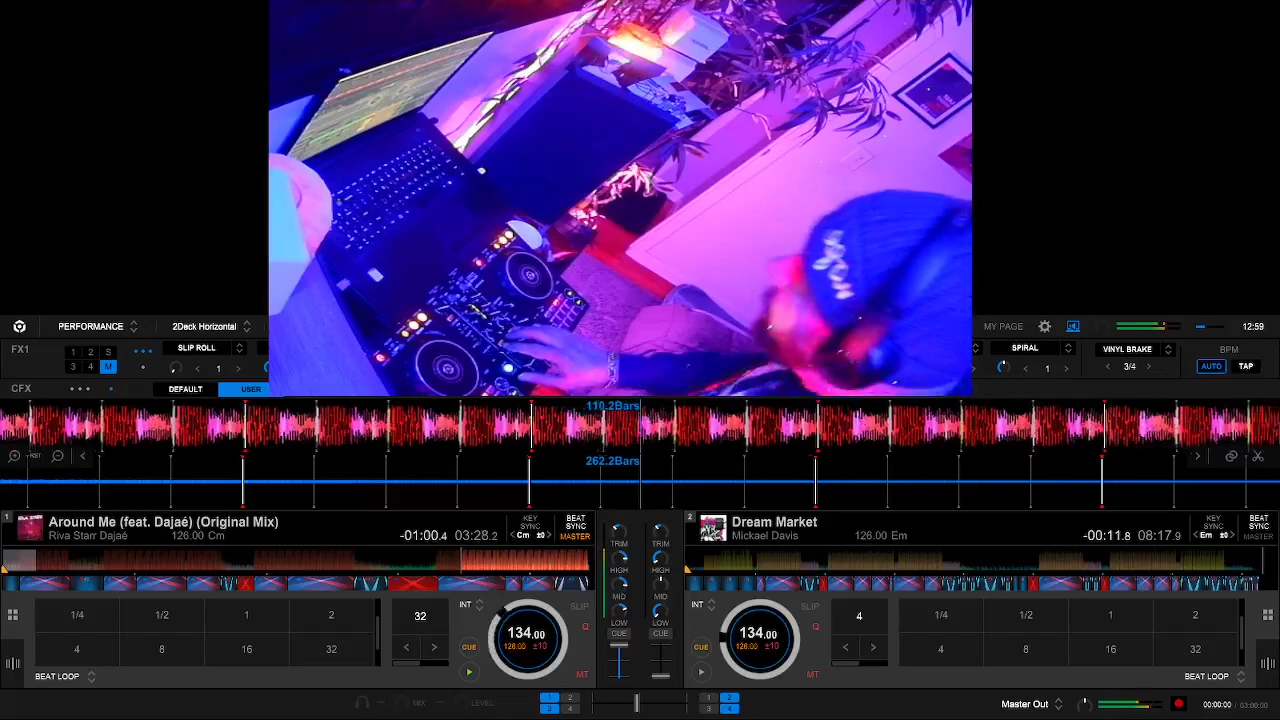 PERFORMANCE
2Deck Horizontal
MY PAGE
12:59
FX1
1 2 S
3 4 M
SLIP ROLL
1
SPIRAL
1
VINYL BRAKE
3/4
BPM
AUTO
TAP
CFX
DEFAULT
USER
110.2Bars
RST
262.2Bars
1
Around Me (feat. Dajaé) (Original Mix)
Riva Starr Dajaé
126.00 Cm
-01:00.4 03:28.2
KEY SYNC
Cm ±0
BEAT SYNC
MASTER
TRIM
HIGH
MID
LOW
CUE
TRIM
HIGH
MID
LOW
CUE
2
Dream Market
Mickael Davis
126.00 Em
-00:11.8 08:17.9
KEY SYNC
Em ±0
BEAT SYNC
MASTER
1/4 1/2 1 2
4 8 16 32
BEAT LOOP
32
INT
SLIP
Q
CUE
MT
134.00
126.00 ±10
INT
SLIP
Q
CUE
MT
134.00
126.00 ±10
4
1/4 1/2 1 2
4 8 16 32
BEAT LOOP
MIX
LEVEL
1 2
3 4
1 2
3 4
Master Out
00:00:00 / 03:00:00